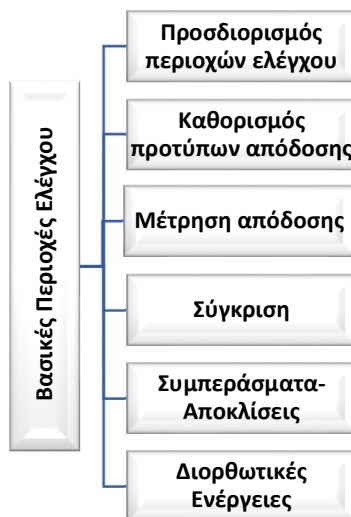 Βασικές Περιοχές Ελέγχου
Προσδιορισμός
περιοχών ελέγχου
Καθορισμός
προτύπων απόδοσης
Μέτρηση απόδοσης
Σύγκριση
Συμπεράσματα-
Αποκλίσεις
Διορθωτικές
Ενέργειες